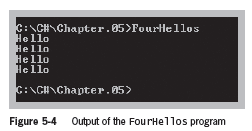 C:\C#\Chapter.05>FourHellos
Hello
Hello
Hello
Hello
C:\C#\Chapter.05>
Figure 5-4 Output of the FourHellos program